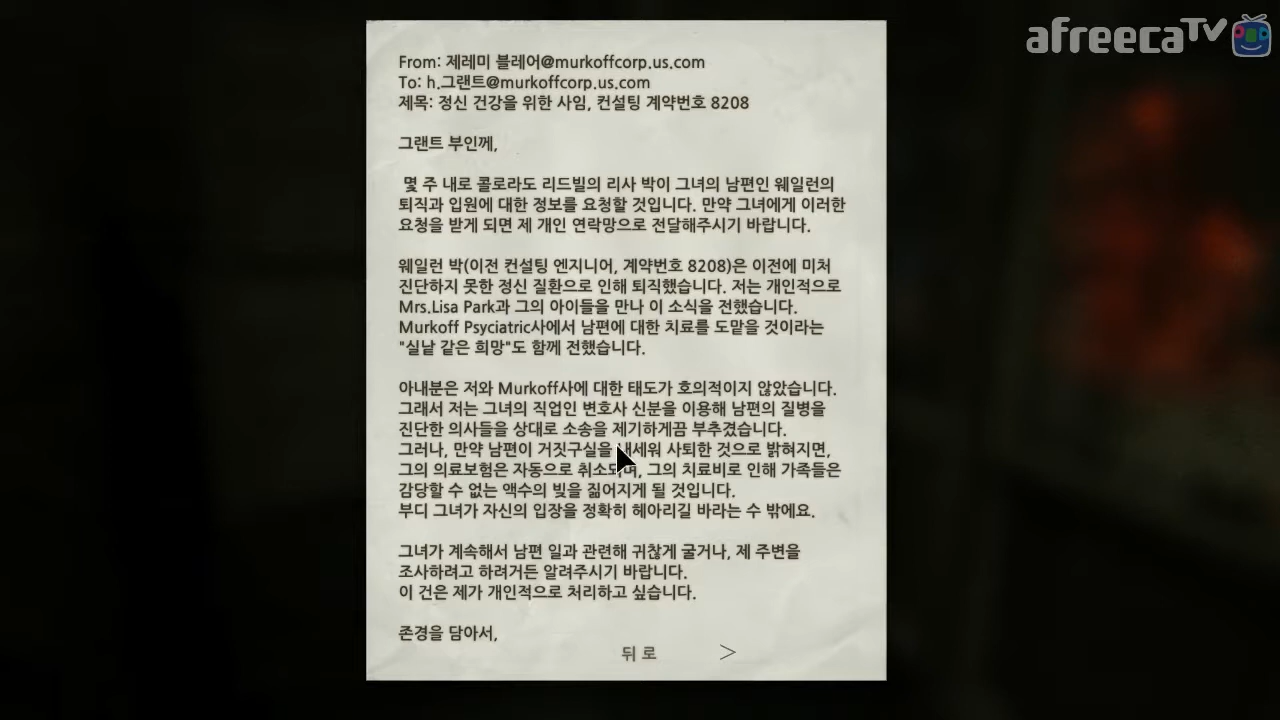 afreecaTV
From: 제레미 블레어@murkoffcorp.us.com
To: h.그랜트@murkoffcorp.us.com
제목: 정신 건강을 위한 사임, 컨설팅 계약번호 8208
그랜트 부인께,
몇 주 내로 콜로라도 리드빌의 리사 박이 그녀의 남편인 웨일런의
퇴직과 입원에 대한 정보를 요청할 것입니다. 만약 그녀에게 이러한
요청을 받게 되면 제 개인 연락망으로 전달해주시기 바랍니다.
웨일런 박(이전 컨설팅 엔지니어, 계약번호 8208)은 이전에 미처
진단하지 못한 정신 질환으로 인해 퇴직했습니다. 저는 개인적으로
Mrs.Lisa Park과 그의 아이들을 만나 이 소식을 전했습니다.
Murkoff Psyciatric사에서 남편에 대한 치료를 도맡을 것이라는
"실낱 같은 희망"도 함께 전했습니다.
아내분은 저와 Murkoff사에 대한 태도가 호의적이지 않았습니다.
그래서 저는 그녀의 직업인 변호사 신분을 이용해 남편의 질병을
진단한 의사들을 상대로 소송을 제기하게끔 부추겼습니다.
그러나, 만약 남편이 거짓구실을 내세워 사퇴한 것으로 밝혀지면,
그의 의료보험은 자동으로 취소되며, 그의 치료비로 인해 가족들은
감당할 수 없는 액수의 빚을 짊어지게 될 것입니다.
부디 그녀가 자신의 입장을 정확히 헤아리길 바라는 수 밖에요.
그녀가 계속해서 남편 일과 관련해 귀찮게 굴거나, 제 주변을
조사하려고 하려거든 알려주시기 바랍니다.
이 건은 제가 개인적으로 처리하고 싶습니다.
존경을 담아서,
뒤로 >